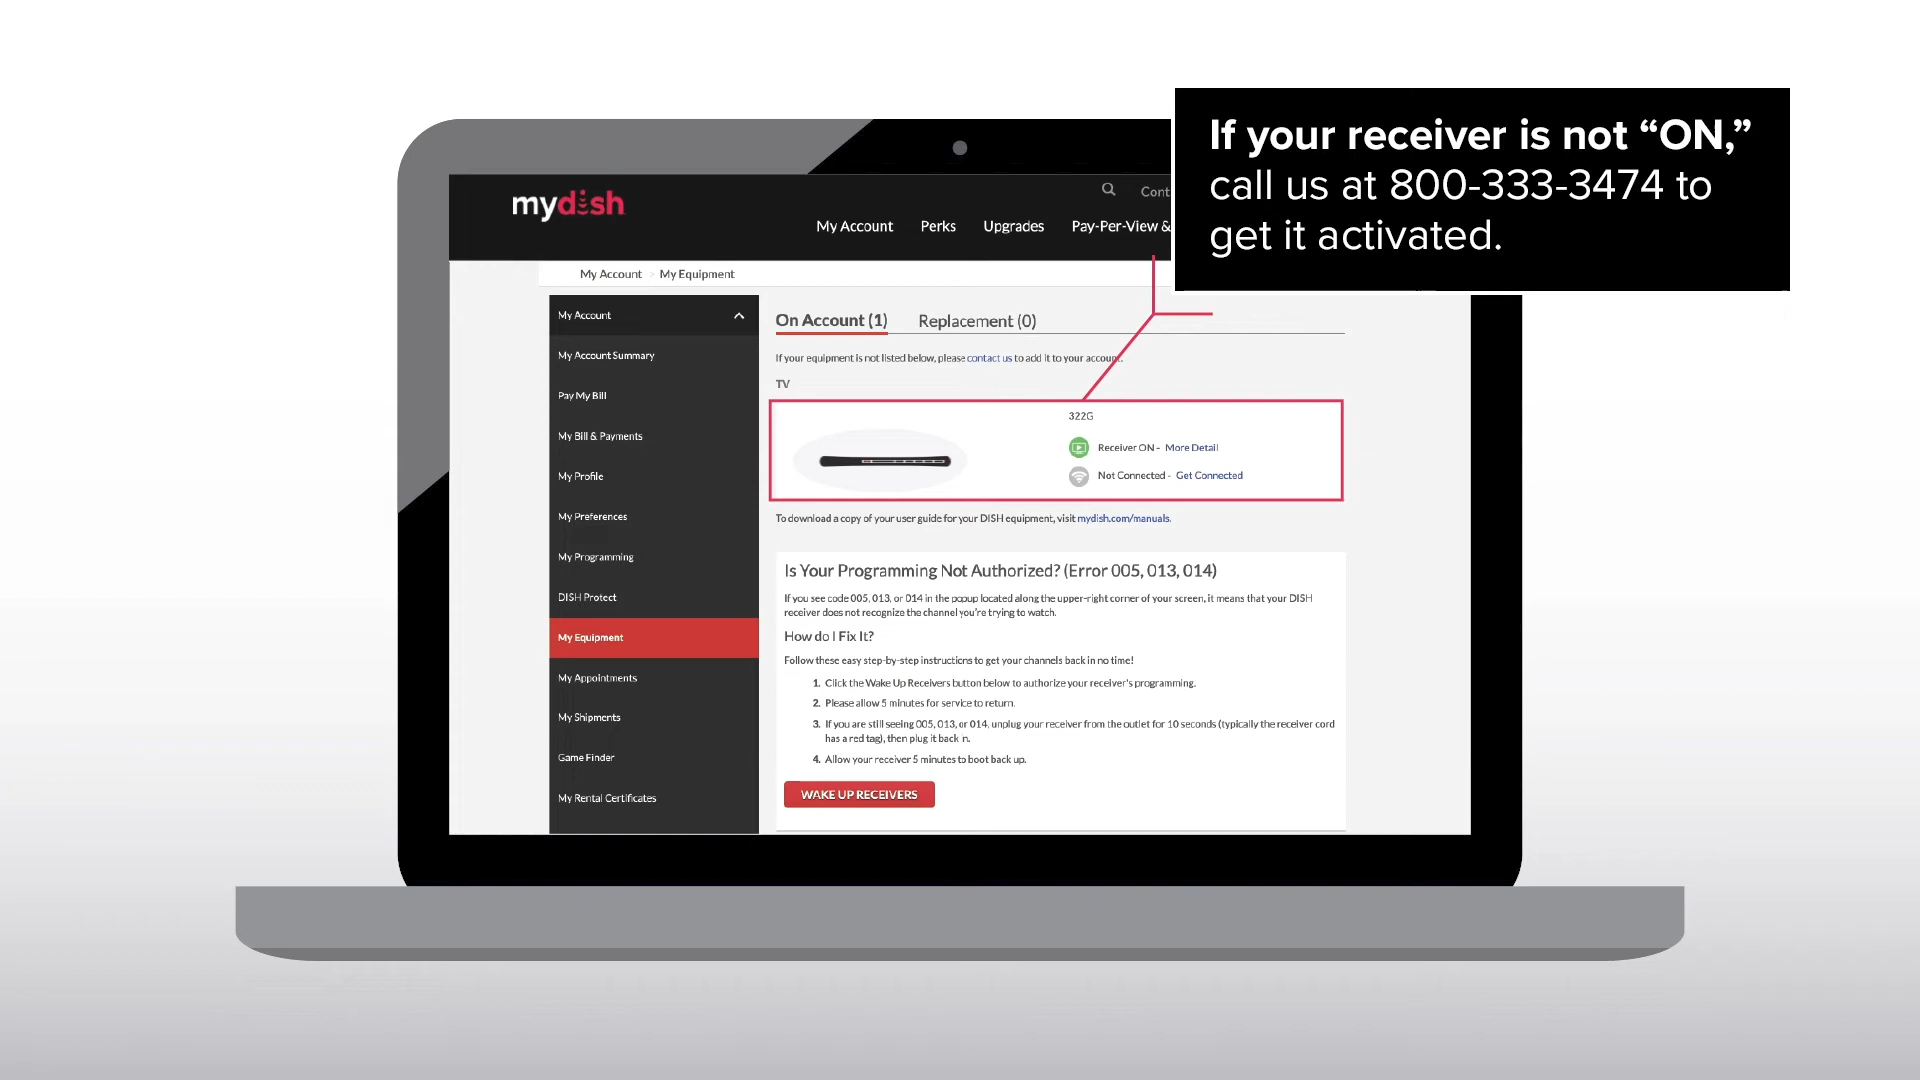 If your receiver is not “ON,”
call us at 800-333-3474 to
get it activated.
mydish
Cont
My Account Perks Upgrades Pay-Per-View &
My Account > My Equipment
My Account
My Account Summary
Pay My Bill
My Bill & Payments
My Profile
My Preferences
My Programming
DISH Protect
My Equipment
My Appointments
My Shipments
Game Finder
My Rental Certificates
On Account (1) Replacement (0)
If your equipment is not listed below, please contact us to add it to your account.
TV
322G
Receiver ON - More Detail
Not Connected - Get Connected
To download a copy of your user guide for your DISH equipment, visit mydish.com/manuals.
Is Your Programming Not Authorized? (Error 005, 013, 014)
If you see code 005, 013, or 014 in the popup located along the upper-right corner of your screen, it means that your DISH
receiver does not recognize the channel you're trying to watch.
How do I Fix It?
Follow these easy step-by-step instructions to get your channels back in no time!
1. Click the Wake Up Receivers button below to authorize your receiver's programming.
2. Please allow 5 minutes for service to return.
3. If you are still seeing 005, 013, or 014, unplug your receiver from the outlet for 10 seconds (typically the receiver cord
has a red tag), then plug it back in.
4. Allow your receiver 5 minutes to boot back up.
WAKE UP RECEIVERS